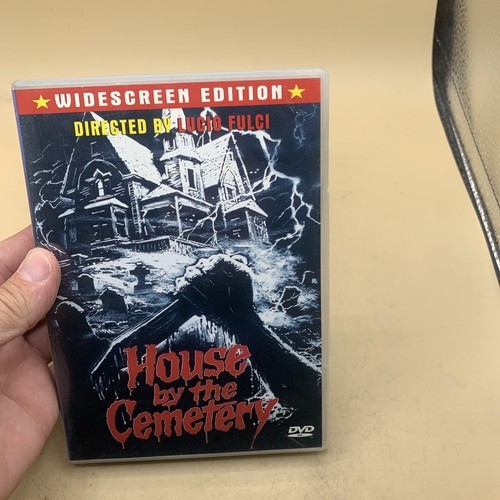 WIDESCREEN EDITION
DIRECTED BY LUCIO FULCI
House
by the
Cemetery
DVD